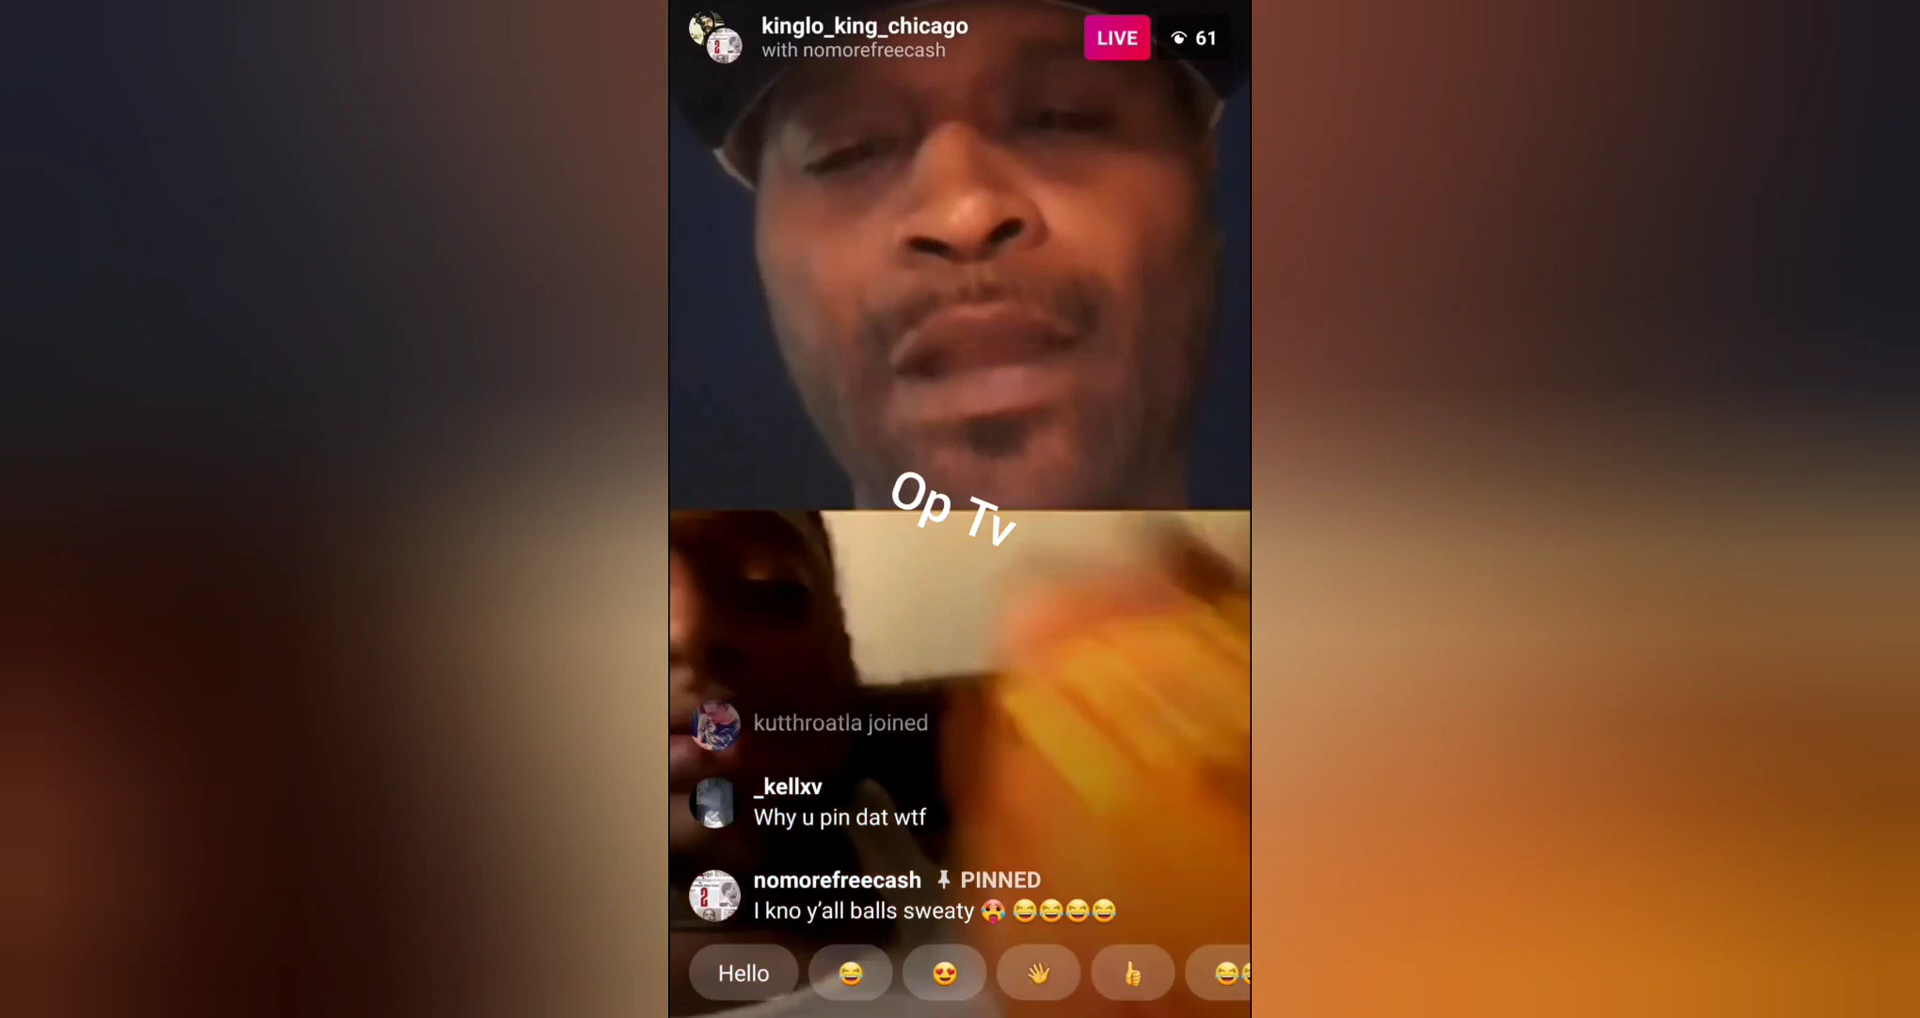 kinglo_king_chicago
with nomorefreecash
LIVE
61
Op Tv
kutthroatla joined
_kellxv
Why u pin dat wtf
nomorefreecash PINNED
I kno y'all balls sweaty 🥵 😂😂😂😂
Hello 😂 😍 👋 👍 😂